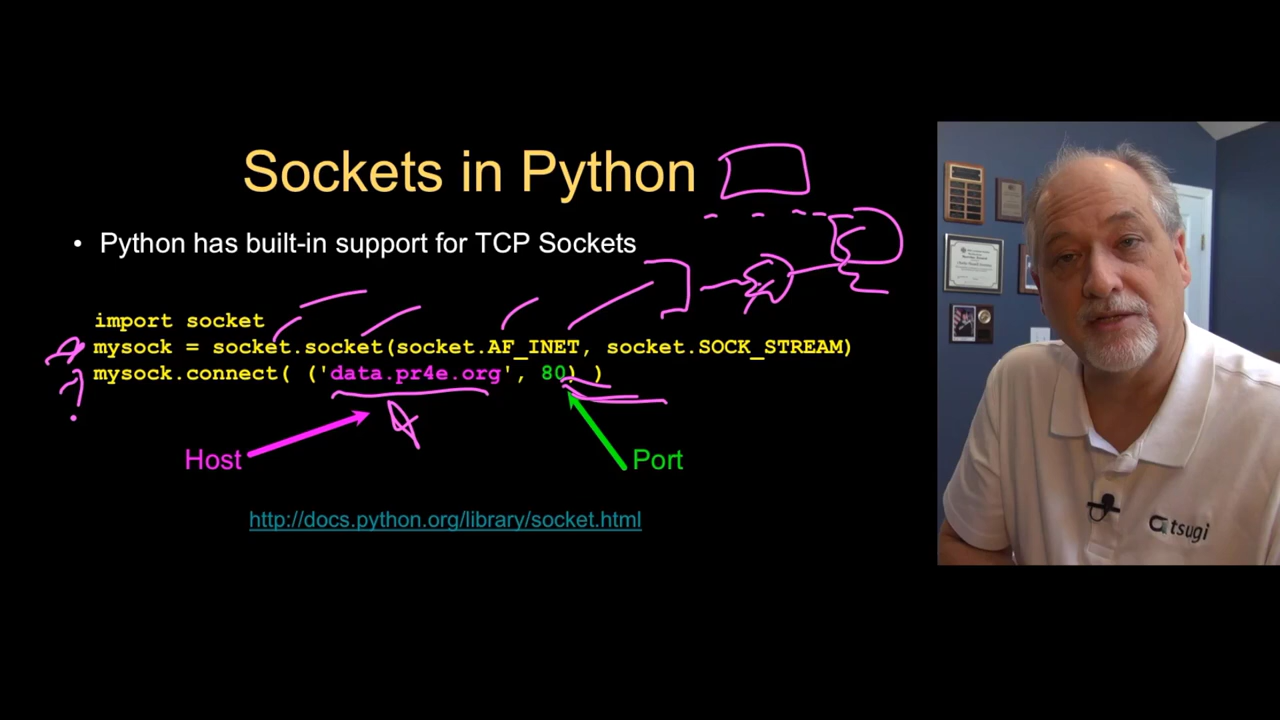 Sockets in Python
• Python has built-in support for TCP Sockets
import socket
mysock = socket.socket(socket.AF_INET, socket.SOCK_STREAM)
mysock.connect( ('data.pr4e.org', 80) )
?
Host
Port
http://docs.python.org/library/socket.html
tsugi